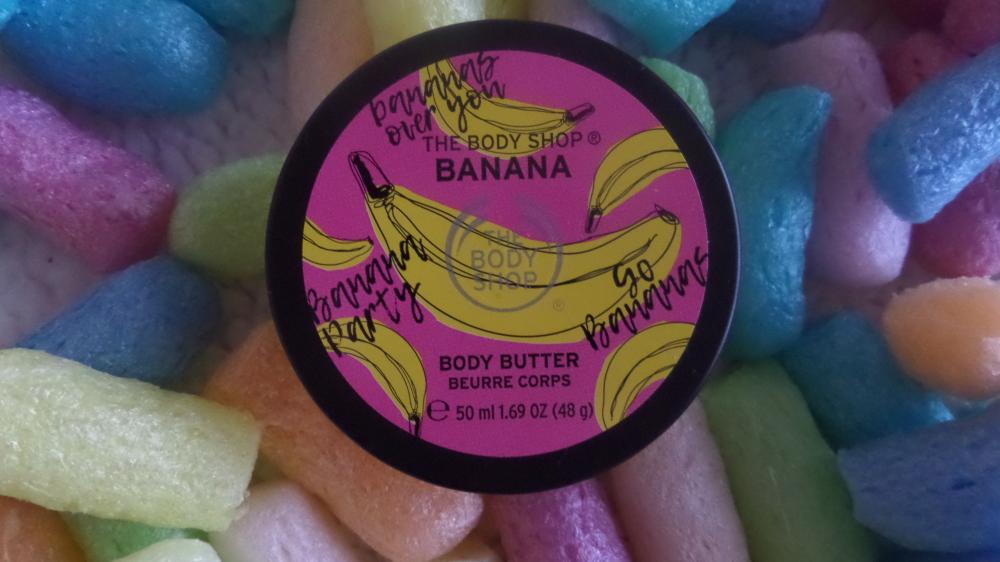 bananas
over you
THE BODY SHOP ®
BANANA
THE
BODY
SHOP
®
Banana
Party
Go
Bananas
BODY BUTTER
BEURRE CORPS
e 50 ml 1.69 OZ (48 g)